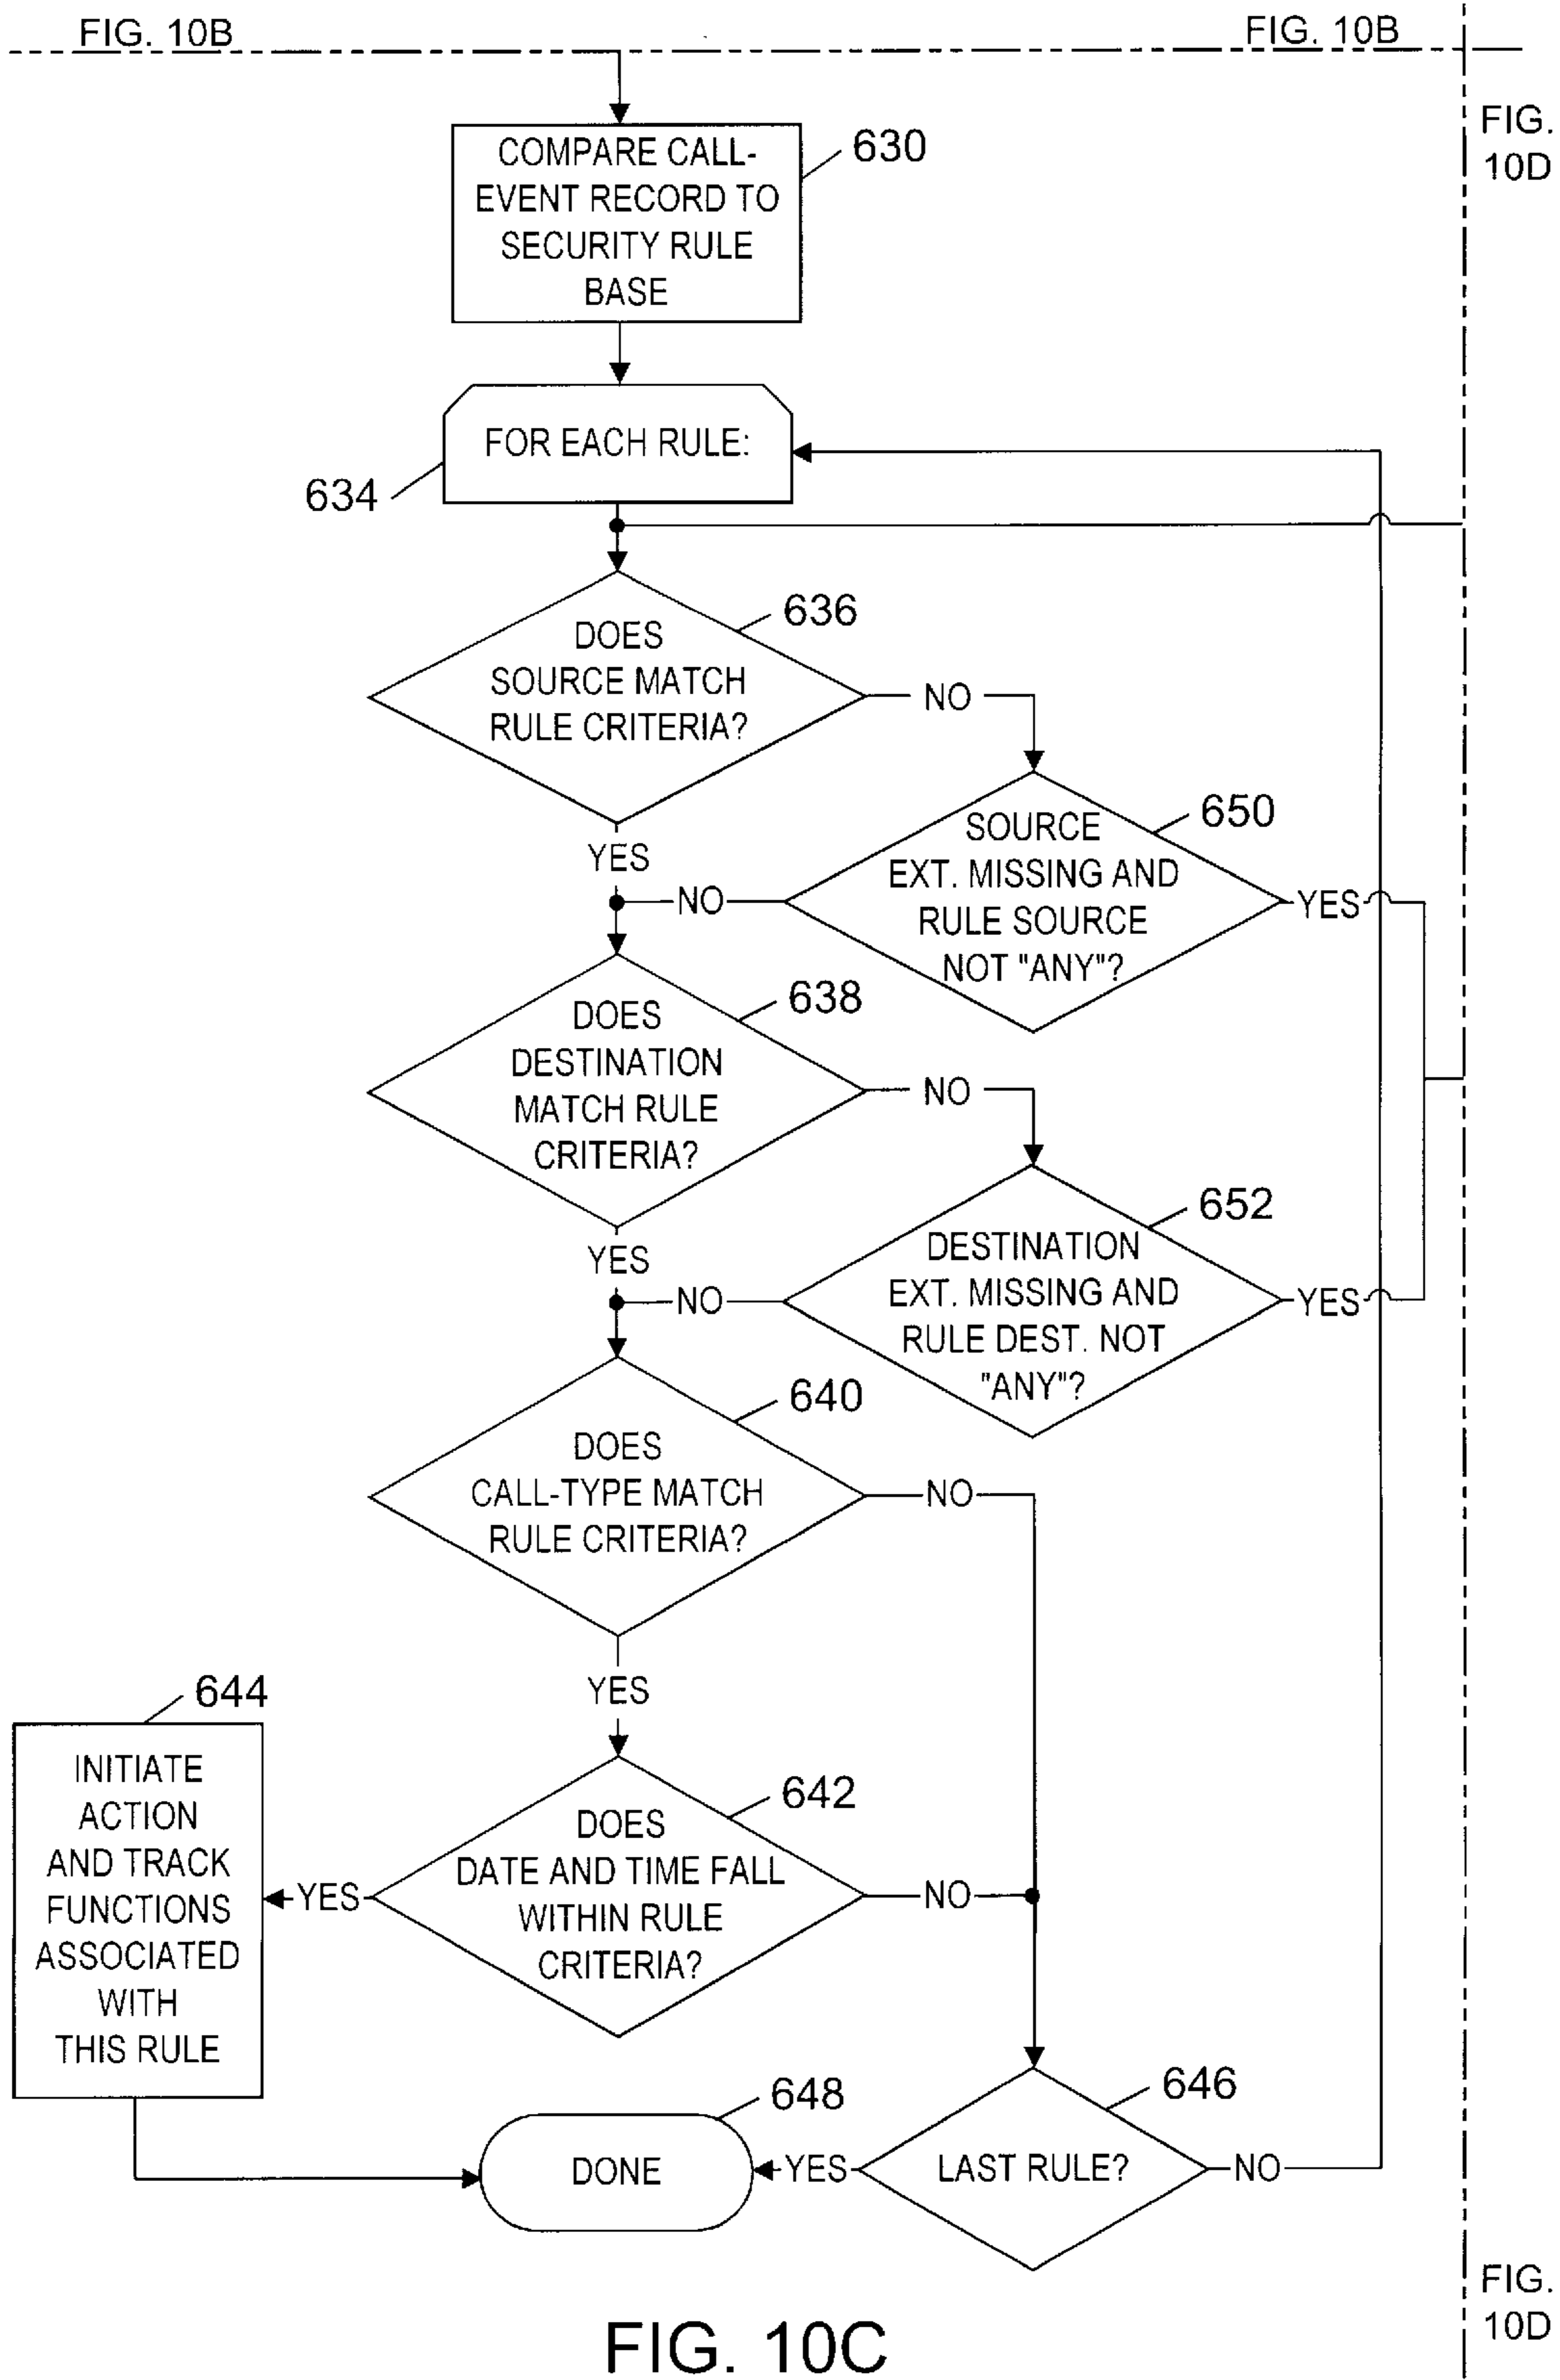 FIG. 10B
FIG. 10B
FIG.
10D
COMPARE CALL-
EVENT RECORD TO
SECURITY RULE
BASE
630
FOR EACH RULE:
634
DOES
SOURCE MATCH
RULE CRITERIA?
636
NO
YES
SOURCE
EXT. MISSING AND
RULE SOURCE
NOT "ANY"?
650
NO
YES
DOES
DESTINATION
MATCH RULE
CRITERIA?
638
NO
YES
DESTINATION
EXT. MISSING AND
RULE DEST. NOT
"ANY"?
652
NO
YES
DOES
CALL-TYPE MATCH
RULE CRITERIA?
640
NO
YES
644
INITIATE
ACTION
AND TRACK
FUNCTIONS
ASSOCIATED
WITH
THIS RULE
YES
DOES
DATE AND TIME FALL
WITHIN RULE
CRITERIA?
642
NO
648
DONE
YES
LAST RULE?
646
NO
FIG.
10D
FIG. 10C